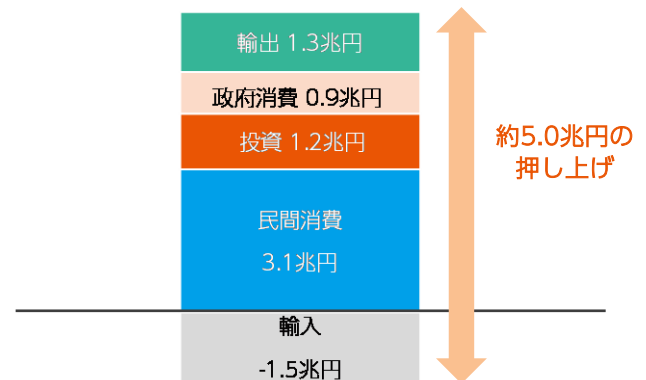 輸出 1.3兆円
政府消費 0.9兆円
投資 1.2兆円
約5.0兆円の
押し上げ
民間消費
3.1兆円
輸入
-1.5兆円